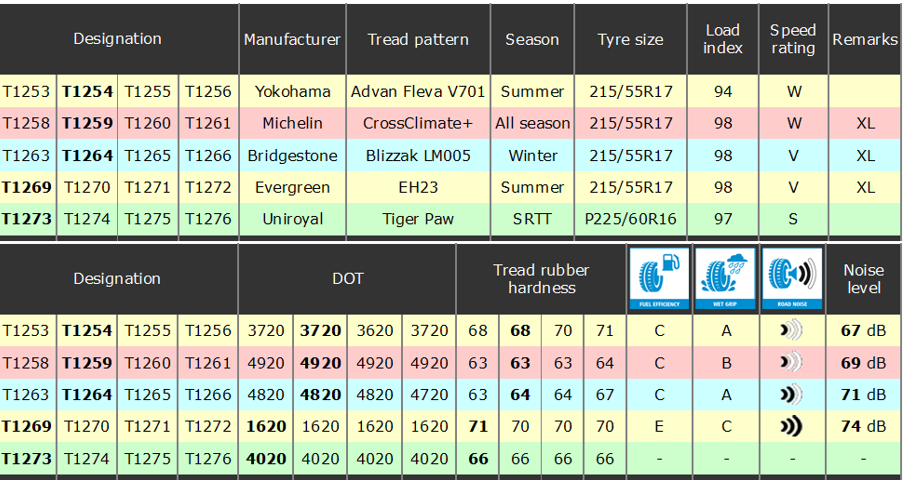 Designation Manufacturer Tread pattern Season Tyre size Load index Speed rating Remarks
T1253 T1254 T1255 T1256 Yokohama Advan Fleva V701 Summer 215/55R17 94 W
T1258 T1259 T1260 T1261 Michelin CrossClimate+ All season 215/55R17 98 W XL
T1263 T1264 T1265 T1266 Bridgestone Blizzak LM005 Winter 215/55R17 98 V XL
T1269 T1270 T1271 T1272 Evergreen EH23 Summer 215/55R17 98 V XL
T1273 T1274 T1275 T1276 Uniroyal Tiger Paw SRTT P225/60R16 97 S
Designation DOT Tread rubber hardness FUEL EFFICIENCY WET GRIP ROAD NOISE Noise level
T1253 T1254 T1255 T1256 3720 3720 3620 3720 68 68 70 71 C A 67 dB
T1258 T1259 T1260 T1261 4920 4920 4920 4920 63 63 63 64 C B 69 dB
T1263 T1264 T1265 T1266 4820 4820 4820 4720 63 64 64 67 C A 71 dB
T1269 T1270 T1271 T1272 1620 1620 1620 1620 71 70 70 70 E C 74 dB
T1273 T1274 T1275 T1276 4020 4020 4020 4020 66 66 66 66 - - - -